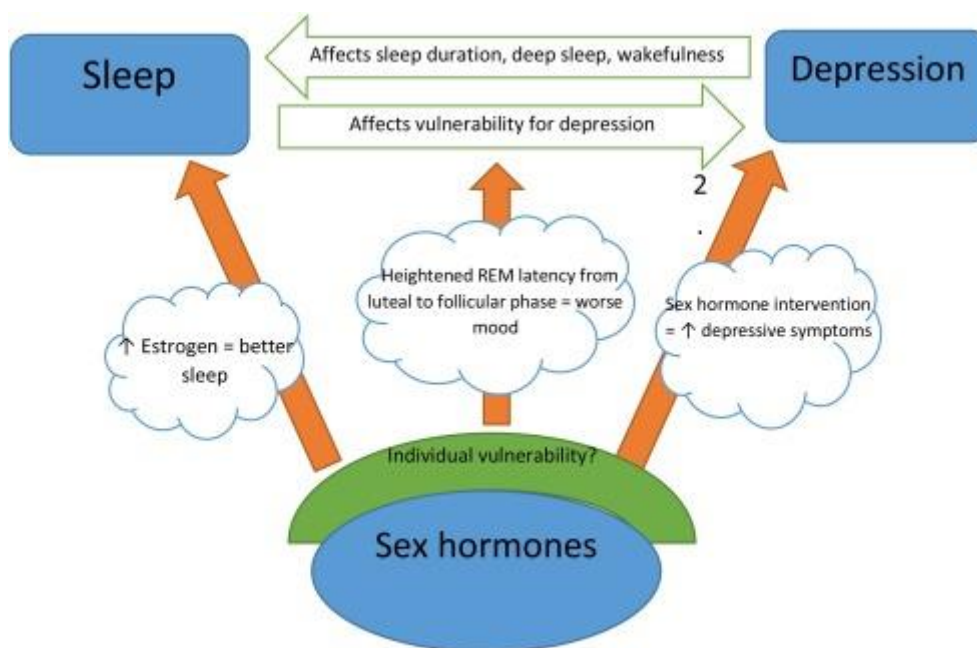 Sleep
Affects sleep duration, deep sleep, wakefulness
Depression
Affects vulnerability for depression
2
.
Heightened REM latency from
luteal to follicular phase = worse
mood
Sex hormone intervention
= ↑ depressive symptoms
↑ Estrogen = better
sleep
Individual vulnerability?
Sex hormones